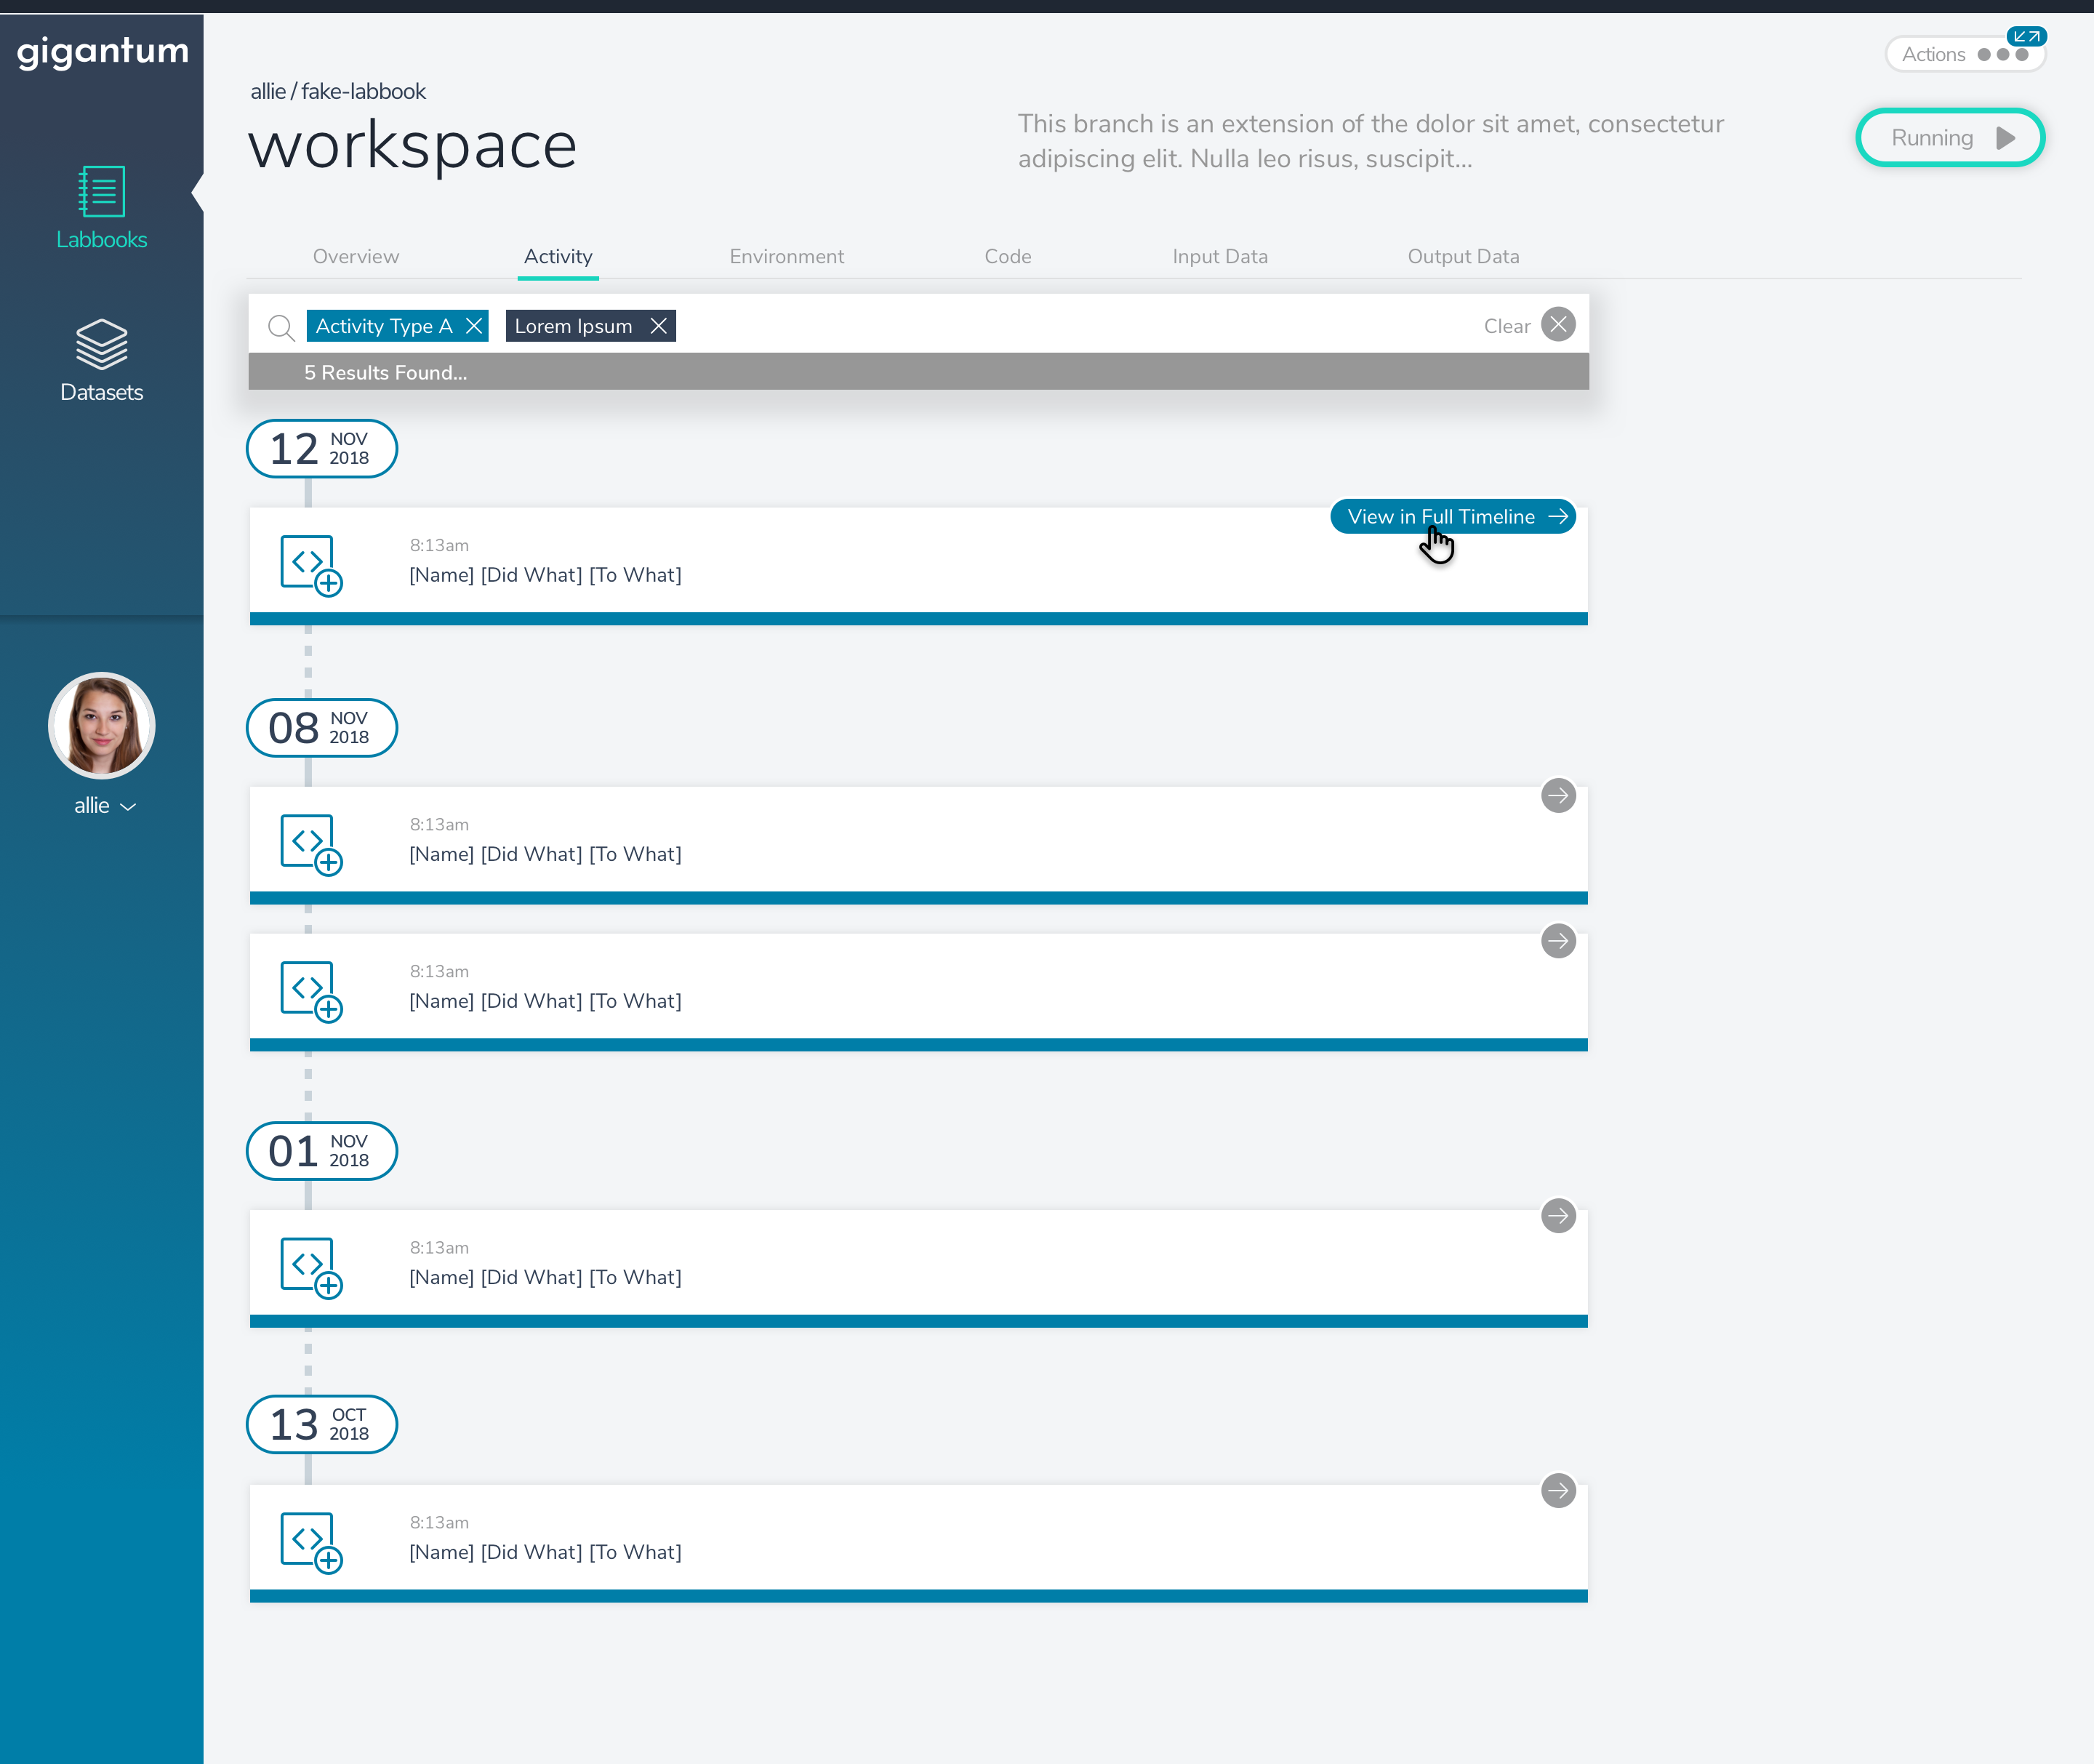 gigantum
Actions
allie / fake-labbook
workspace
This branch is an extension of the dolor sit amet, consectetur
adipiscing elit. Nulla leo risus, suscipit...
Running
Labbooks
Overview
Activity
Environment
Code
Input Data
Output Data
Activity Type A
Lorem Ipsum
Clear
5 Results Found...
Datasets
12 NOV
2018
View in Full Timeline
8:13am
[Name] [Did What] [To What]
08 NOV
2018
allie
8:13am
[Name] [Did What] [To What]
8:13am
[Name] [Did What] [To What]
01 NOV
2018
8:13am
[Name] [Did What] [To What]
13 OCT
2018
8:13am
[Name] [Did What] [To What]